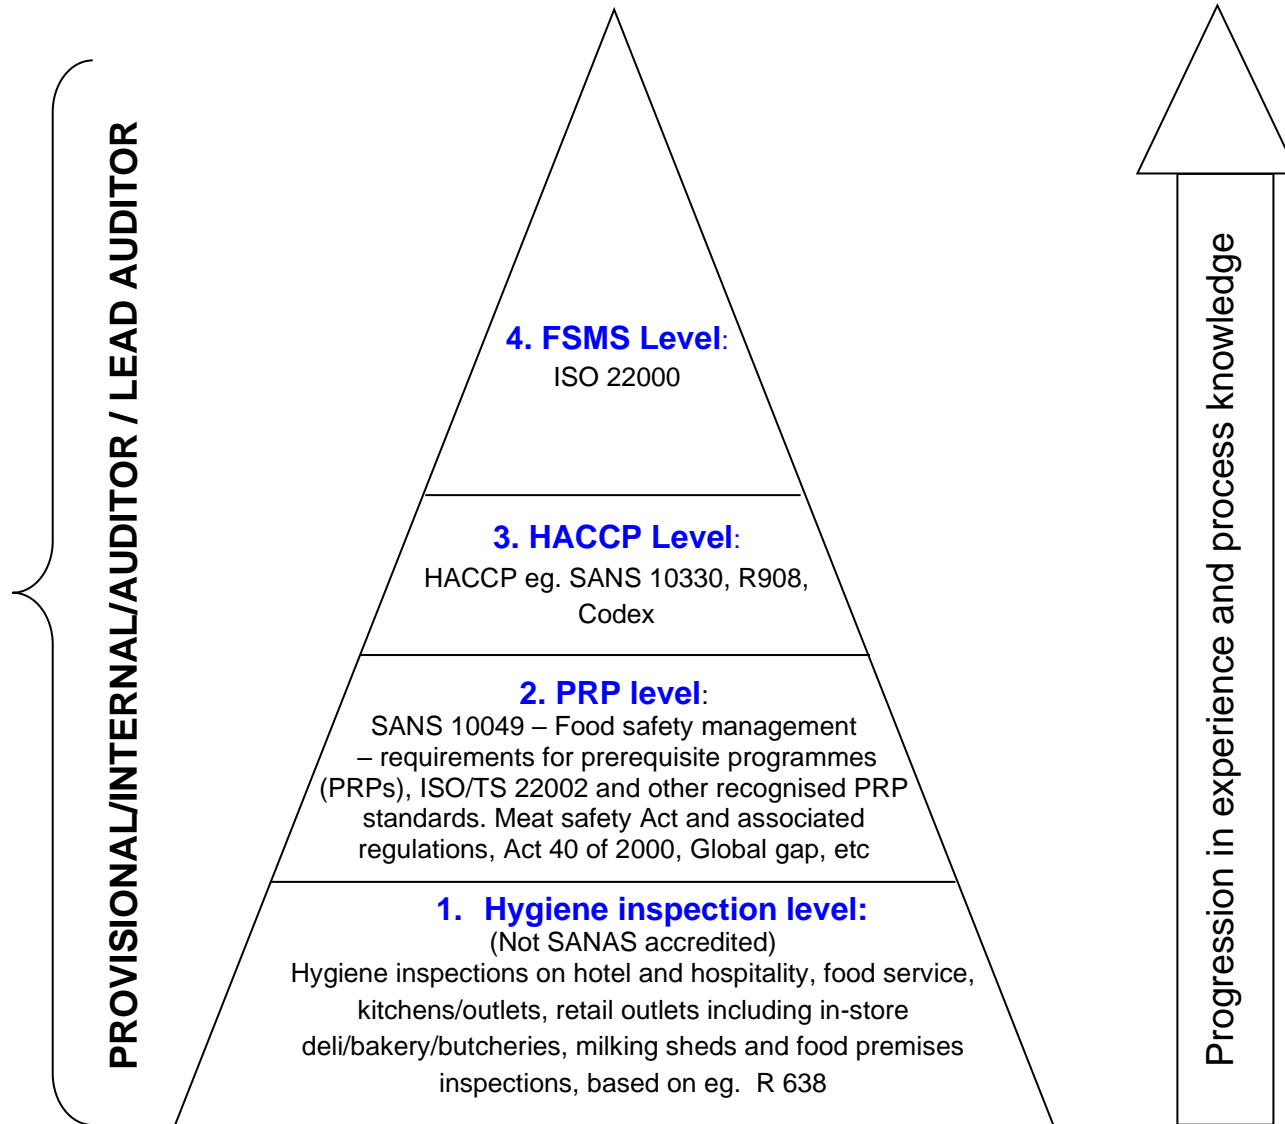 PROVISIONAL/INTERNAL/AUDITOR / LEAD AUDITOR
4. FSMS Level:
ISO 22000
3. HACCP Level:
HACCP eg. SANS 10330, R908,
Codex
2. PRP level:
SANS 10049 – Food safety management
– requirements for prerequisite programmes
(PRPs), ISO/TS 22002 and other recognised PRP
standards. Meat safety Act and associated
regulations, Act 40 of 2000, Global gap, etc
1. Hygiene inspection level:
(Not SANAS accredited)
Hygiene inspections on hotel and hospitality, food service,
kitchens/outlets, retail outlets including in-store
deli/bakery/butcheries, milking sheds and food premises
inspections, based on eg. R 638
Progression in experience and process knowledge